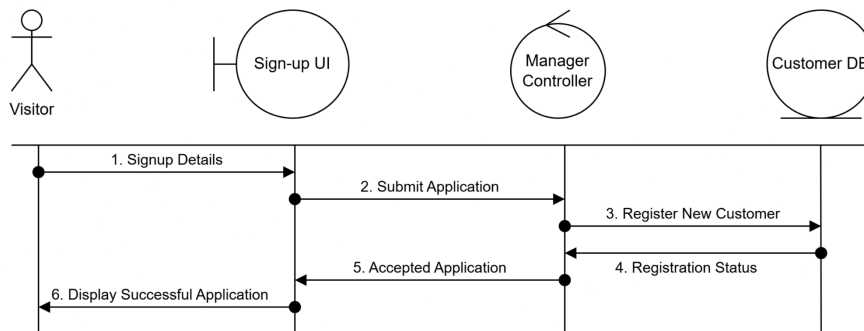 Visitor
Sign-up UI
Manager
Controller
Customer DB
1. Signup Details
2. Submit Application
3. Register New Customer
4. Registration Status
5. Accepted Application
6. Display Successful Application